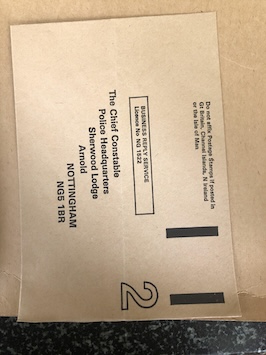 Do not affix Postage Stamps if posted in
Gt Britain, Channel Islands, N Ireland
or the Isle of Man
2
BUSINESS REPLY SERVICE
Licence No NG 1522
The Chief Constable
Police Headquarters
Sherwood Lodge
Arnold
NOTTINGHAM
NG5 1BR